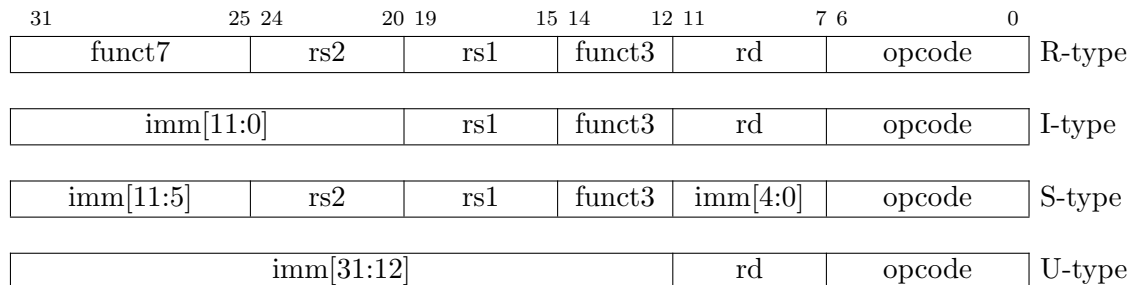 31 25 24 20 19 15 14 12 11 7 6 0
funct7 rs2 rs1 funct3 rd opcode R-type
imm[11:0] rs1 funct3 rd opcode I-type
imm[11:5] rs2 rs1 funct3 imm[4:0] opcode S-type
imm[31:12] rd opcode U-type